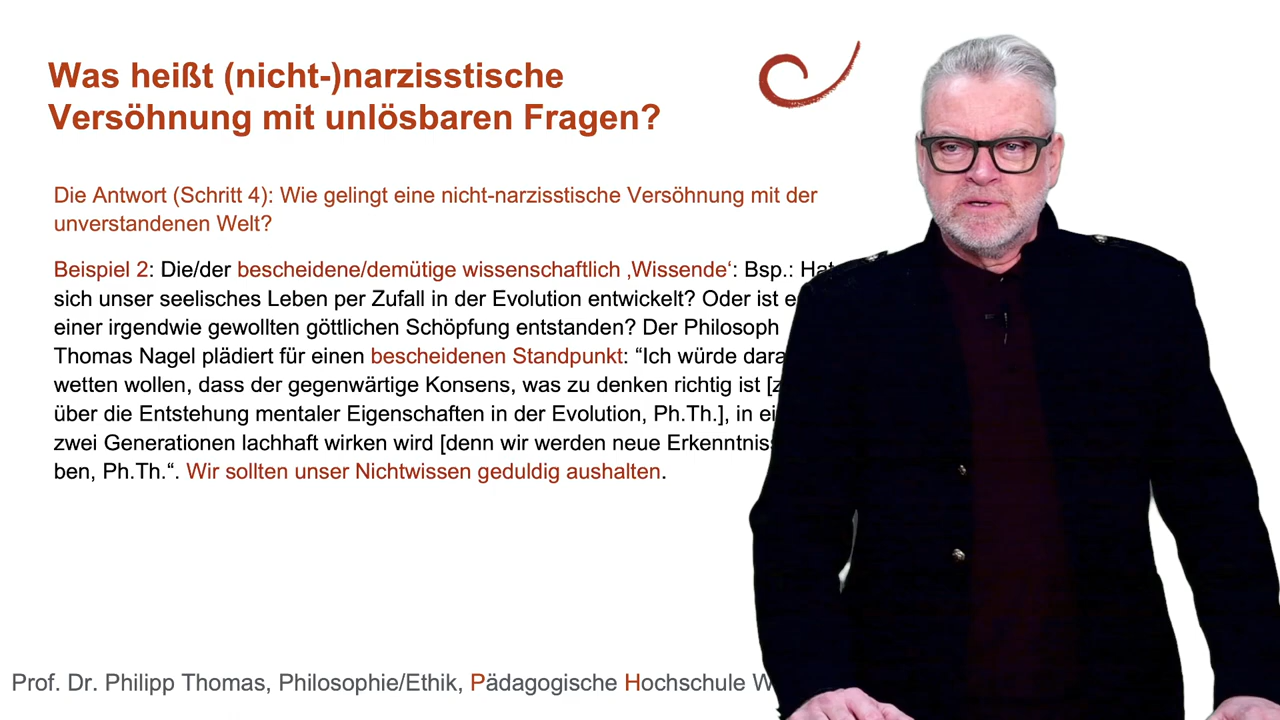 Was heißt (nicht-)narzisstische
Versöhnung mit unlösbaren Fragen?
Die Antwort (Schritt 4): Wie gelingt eine nicht-narzisstische Versöhnung mit der
unverstandenen Welt?
Beispiel 2: Die/der bescheidene/demütige wissenschaftlich ‚Wissende‘: Bsp.: Hat
sich unser seelisches Leben per Zufall in der Evolution entwickelt? Oder ist
einer irgendwie gewollten göttlichen Schöpfung entstanden? Der Philosoph
Thomas Nagel plädiert für einen bescheidenen Standpunkt: “Ich würde
wetten wollen, dass der gegenwärtige Konsens, was zu denken richtig ist
über die Entstehung mentaler Eigenschaften in der Evolution, Ph.Th.], in
zwei Generationen lachhaft wirken wird [denn wir werden neue
ben, Ph.Th.“. Wir sollten unser Nichtwissen geduldig aushalten.
Prof. Dr. Philipp Thomas, Philosophie/Ethik, Pädagogische Hochschule